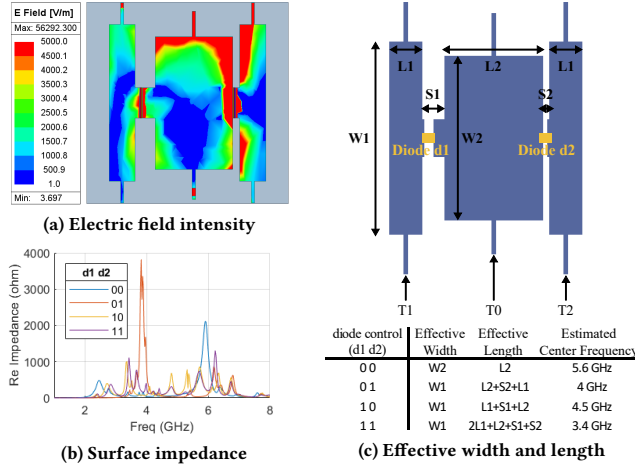 E Field [V/m]
Max: 56292.300
5000.0
4500.1
4000.2
3500.3
3000.4
2500.5
2000.6
1500.7
1000.8
500.9
1.0
Min: 3.697
(a) Electric field intensity
Re Impedance (ohm)
4000
3000
2000
1000
0
d1 d2
00
01
10
11
2 4 6 8
Freq (GHz)
(b) Surface impedance
L1 L2 L1
S1 S2
W1 W2
Diode d1 Diode d2
T1 T0 T2
diode control Effective Effective Estimated
(d1 d2) Width Length Center Frequency
0 0 W2 L2 5.6 GHz
0 1 W1 L2+S2+L1 4 GHz
1 0 W1 L1+S1+L2 4.5 GHz
1 1 W1 2L1+L2+S1+S2 3.4 GHz
(c) Effective width and length